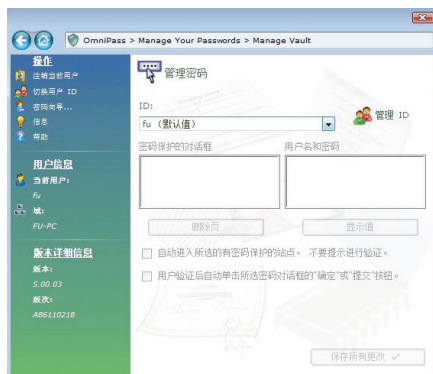 OmniPass > Manage Your Passwords > Manage Vault
操作
注销当前用户
切换用户 ID
密码向导...
信息
帮助
用户信息
当前用户:
fu
域:
FU-PC
版本详细信息
版本:
5.00.03
版次:
AB6110218
管理密码
ID:
fu (默认值)
管理 ID
密码保护的对话框
用户名和密码
删除页
显示值
自动进入所选的有密码保护的站点。 不要提示进行验证。
用户验证后自动单击所选密码对话框的"确定"或"提交"按钮。
保存所有更改